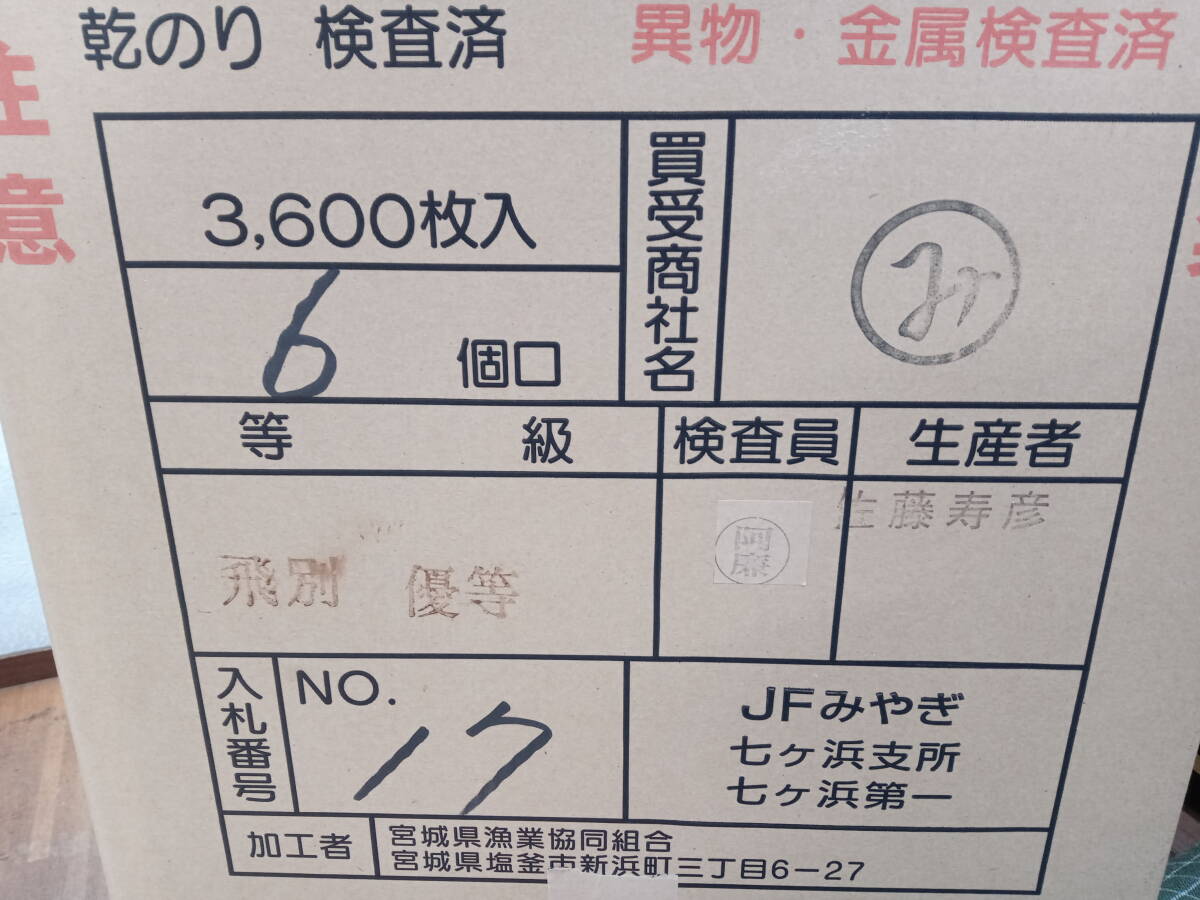 乾のり 検査済
異物・金属検査済
注意
3,600枚入
6 個口
買受商社名
等級
検査員
生産者
飛別 優等
佐藤寿彦
入札番号
NO. 17
JFみやぎ
七ヶ浜支所
七ヶ浜第一
加工者
宮城県漁業協同組合
宮城県塩釜市新浜町三丁目6-27